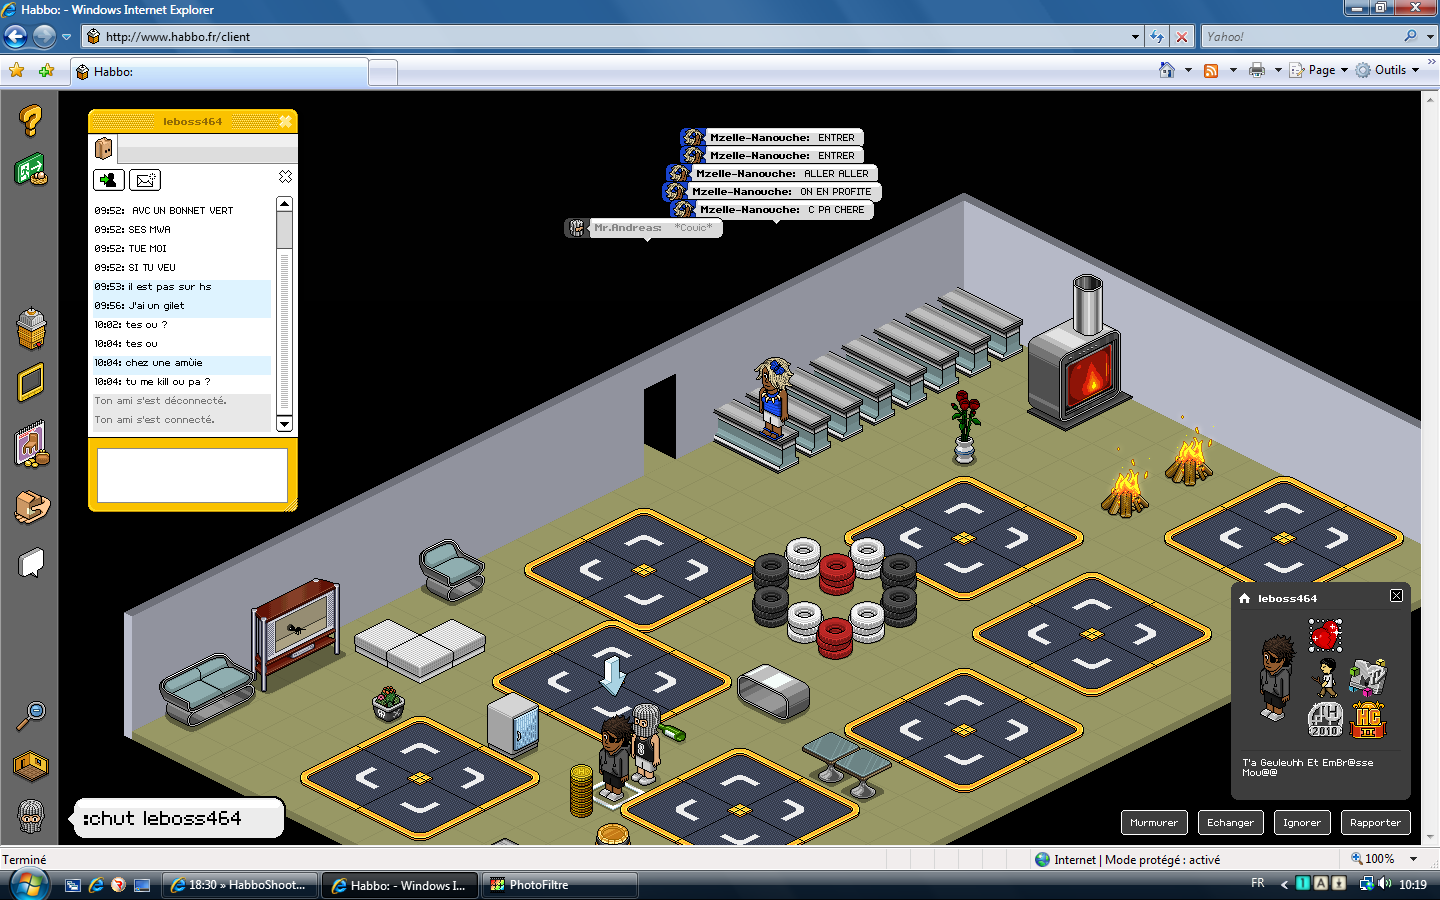 Habbo: - Windows Internet Explorer
http://www.habbo.fr/client
Yahoo!
Habbo:
Page
Outils
leboss464
09:52: AVC UN BONNET VERT
09:52: SES MWA
09:52: TUE MOI
09:52: SI TU VEU
09:53: il est pas sur hs
09:56: J'ai un gilet
10:02: tes ou ?
10:04: tes ou
10:04: chez une amùie
10:04: tu me kill ou pa ?
Ton ami s'est déconnecté.
Ton ami s'est connecté.
Mzelle-Nanouche: ENTRER
Mzelle-Nanouche: ENTRER
Mzelle-Nanouche: ALLER ALLER
Mzelle-Nanouche: ON EN PROFITE
Mzelle-Nanouche: C PA CHERE
Mr.Andreas: *Couic*
leboss464
MTV
2010
HC
II
T'a Geuleuhh Et EmBr@sse
Mou@@
:chut leboss464
Murmurer
Echanger
Ignorer
Rapporter
Terminé
Internet | Mode protégé : activé
100%
18:30 » HabboShoot...
Habbo: - Windows I...
PhotoFiltre
FR
1
A
10:19